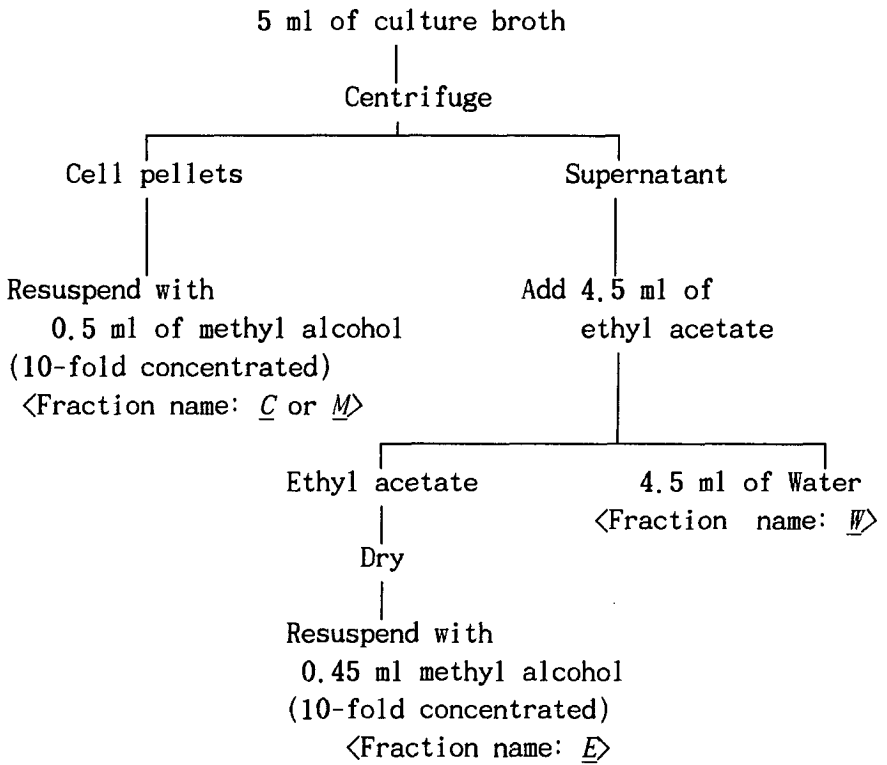 5 ml of culture broth
Centrifuge
Cell pellets
Supernatant
Resuspend with
0.5 ml of methyl alcohol
(10-fold concentrated)
<Fraction name: C or M>
Add 4.5 ml of
ethyl acetate
Ethyl acetate
4.5 ml of Water
<Fraction name: W>
Dry
Resuspend with
0.45 ml methyl alcohol
(10-fold concentrated)
<Fraction name: E>